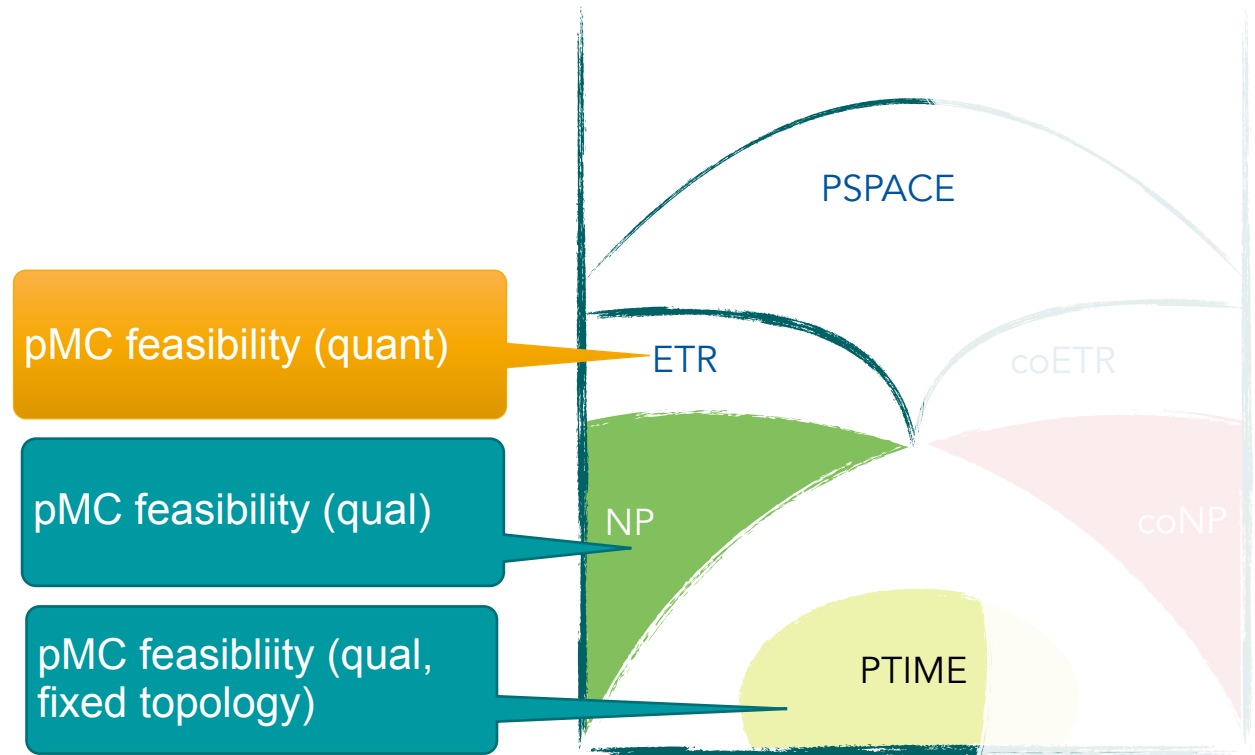 PSPACE
pMC feasibility (quant)
ETR
coETR
pMC feasibility (qual)
NP
coNP
pMC feasibliity (qual,
fixed topology)
PTIME